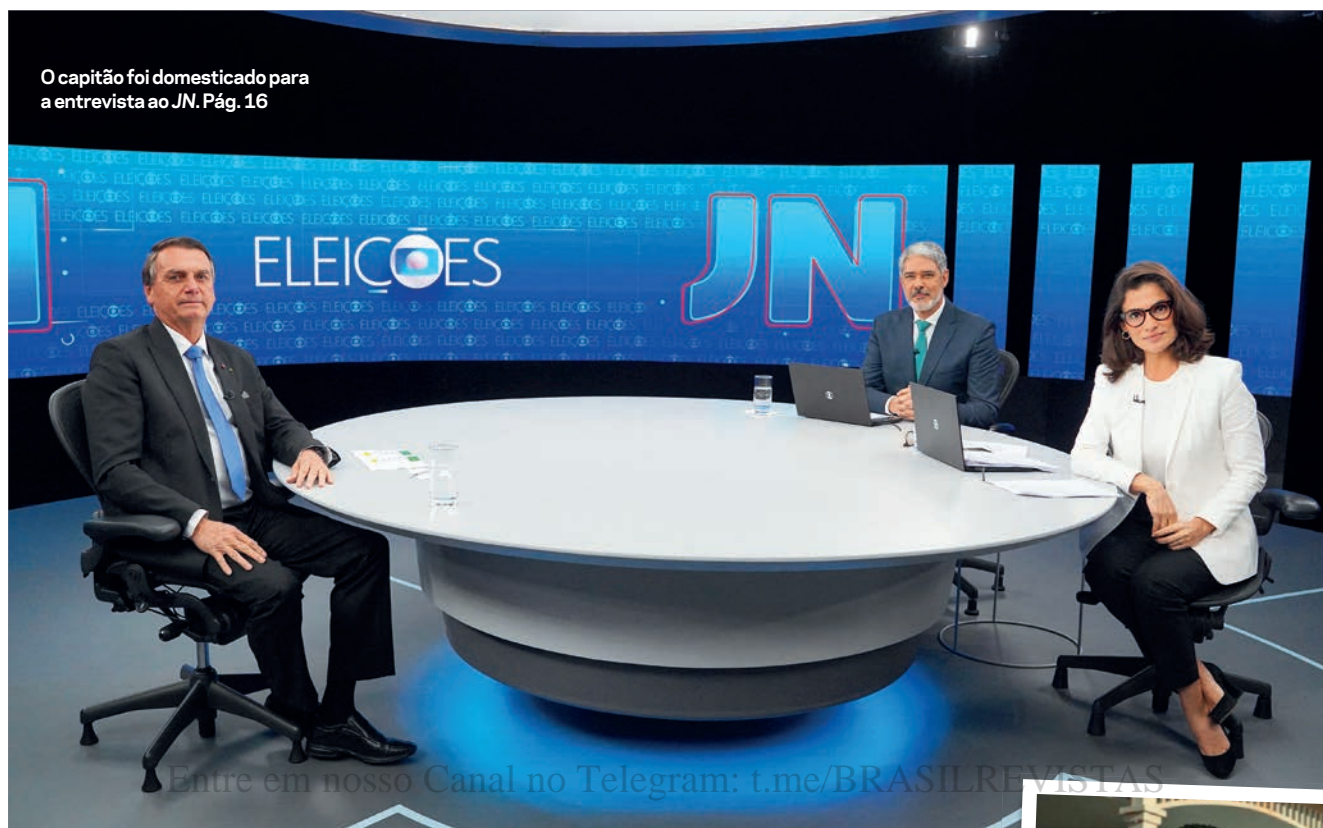 O capitão foi domesticado para
a entrevista ao JN. Pág. 16
ELEIÇÕES
JN
Entre em nosso Canal no Telegram: t.me/BRASILREVISTAS